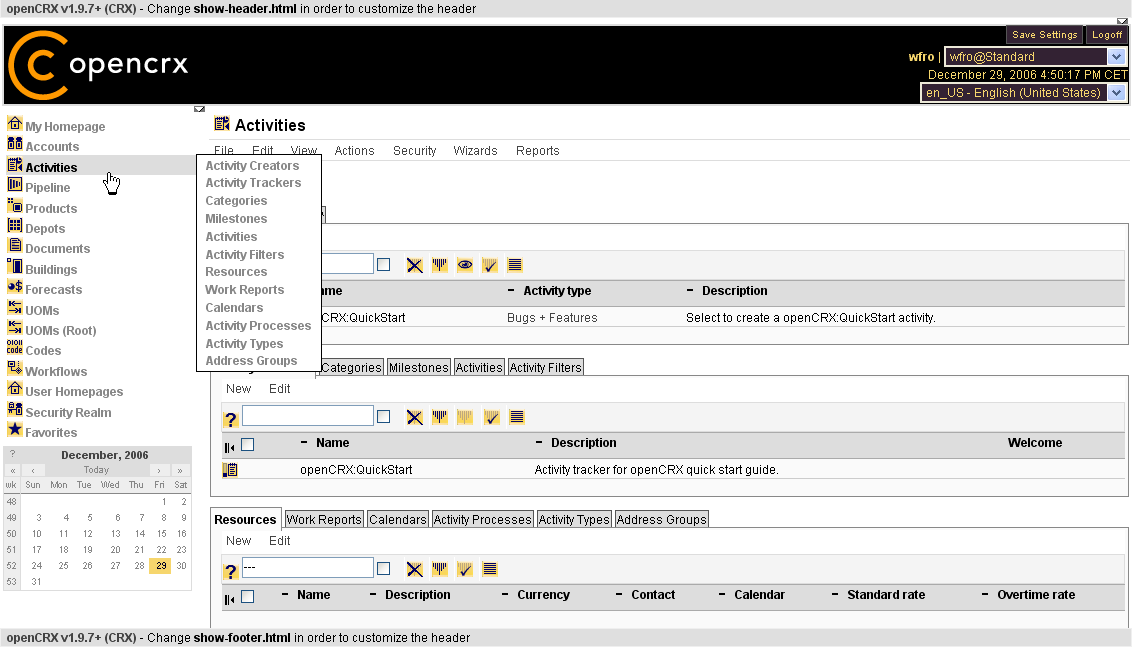 openCRX v1.9.7+ (CRX) - Change show-header.html in order to customize the header
Save Settings Logoff
opencrx
wfro | wfro@Standard
December 29, 2006 4:50:17 PM CET
en_US - English (United States)
My Homepage
Accounts
Activities
Pipeline
Products
Depots
Documents
Buildings
Forecasts
UOMs
UOMs (Root)
Codes
Workflows
User Homepages
Security Realm
Favorites
? December, 2006
« ‹ Today › »
wk Sun Mon Tue Wed Thu Fri Sat
48 1 2
49 3 4 5 6 7 8 9
50 10 11 12 13 14 15 16
51 17 18 19 20 21 22 23
52 24 25 26 27 28 29 30
53 31
Activities
File Edit View Actions Security Wizards Reports
Activity Creators
Activity Trackers
Categories
Milestones
Activities
Activity Filters
Resources
Work Reports
Calendars
Activity Processes
Activity Types
Address Groups
me – Activity type – Description
CRX:QuickStart Bugs + Features Select to create a openCRX:QuickStart activity.
Categories Milestones Activities Activity Filters
New Edit
?
– Name – Description Welcome
openCRX:QuickStart Activity tracker for openCRX quick start guide.
Resources Work Reports Calendars Activity Processes Activity Types Address Groups
New Edit
? ---
– Name – Description – Currency – Contact – Calendar – Standard rate – Overtime rate
openCRX v1.9.7+ (CRX) - Change show-footer.html in order to customize the footer